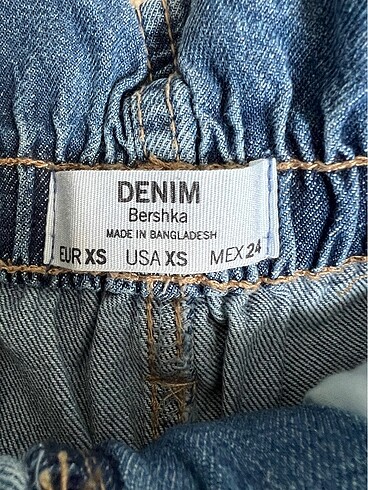 DENIM
Bershka
MADE IN BANGLADESH
EUR XS USA XS MEX 24